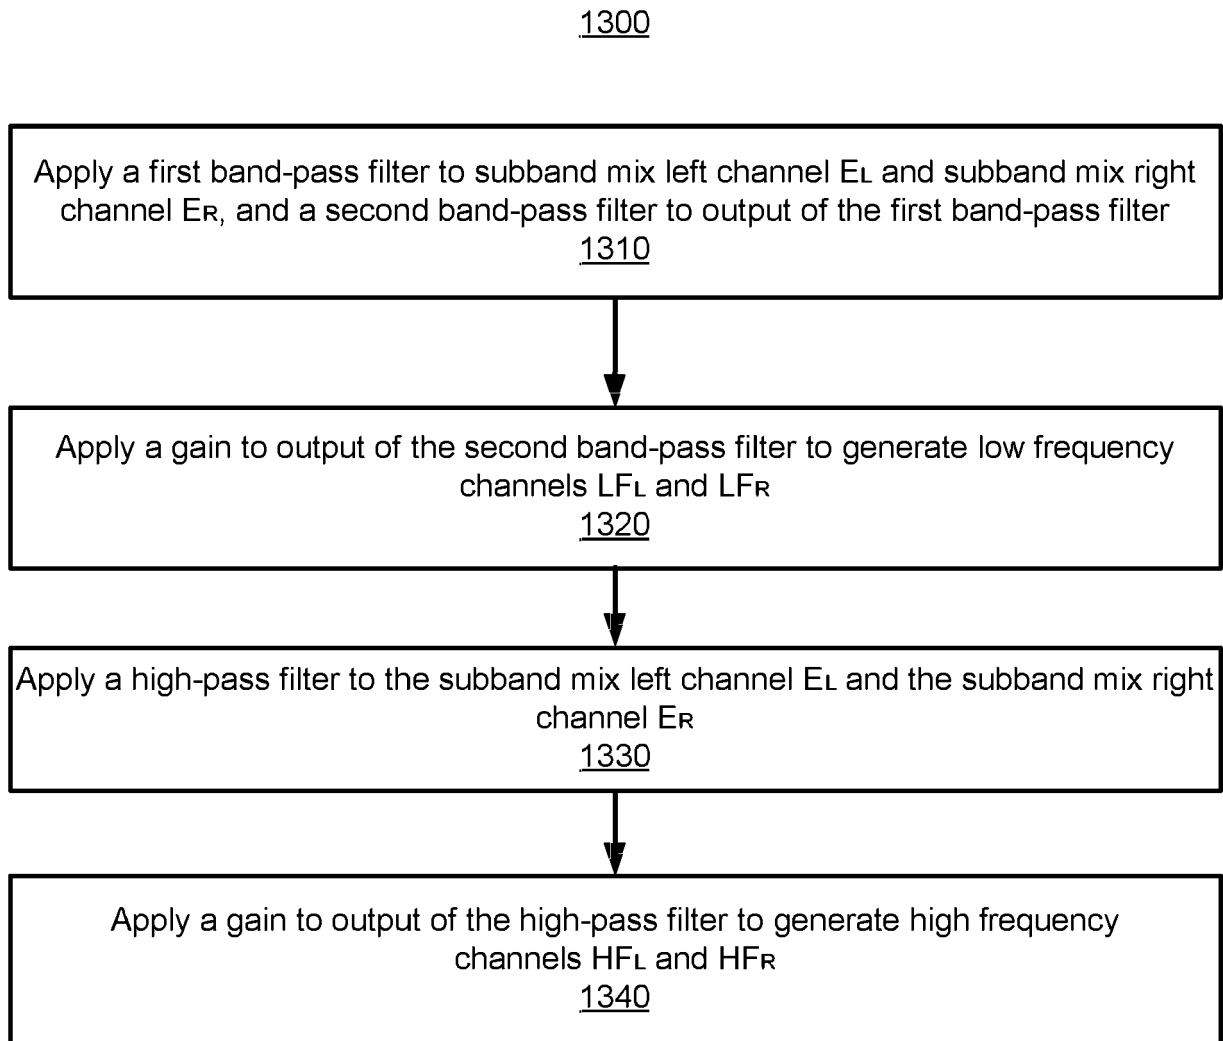 1300
Apply a first band-pass filter to subband mix left channel EL and subband mix right
channel ER, and a second band-pass filter to output of the first band-pass filter
1310
Apply a gain to output of the second band-pass filter to generate low frequency
channels LFL and LFR
1320
Apply a high-pass filter to the subband mix left channel EL and the subband mix right
channel ER
1330
Apply a gain to output of the high-pass filter to generate high frequency
channels HFL and HFR
1340